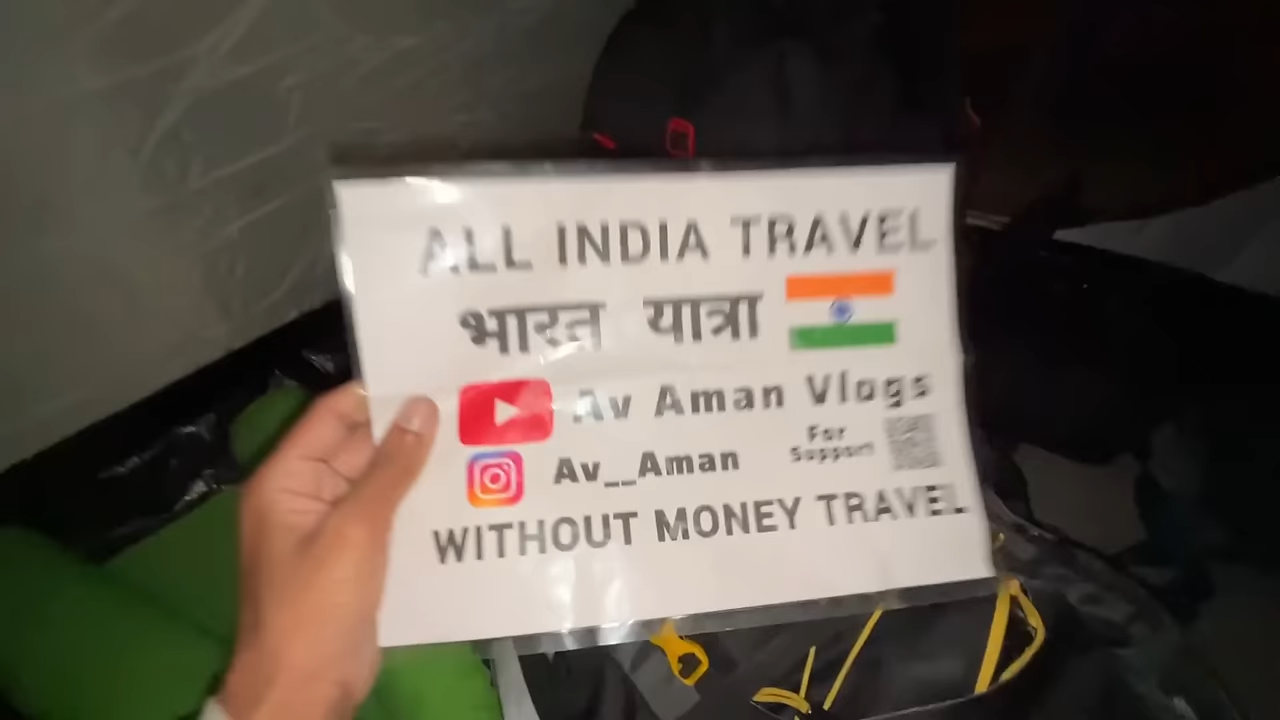 ALL INDIA TRAVEL
भारत यात्रा
Av Aman Vlogs
For
Support
Av__Aman
WITHOUT MONEY TRAVEL